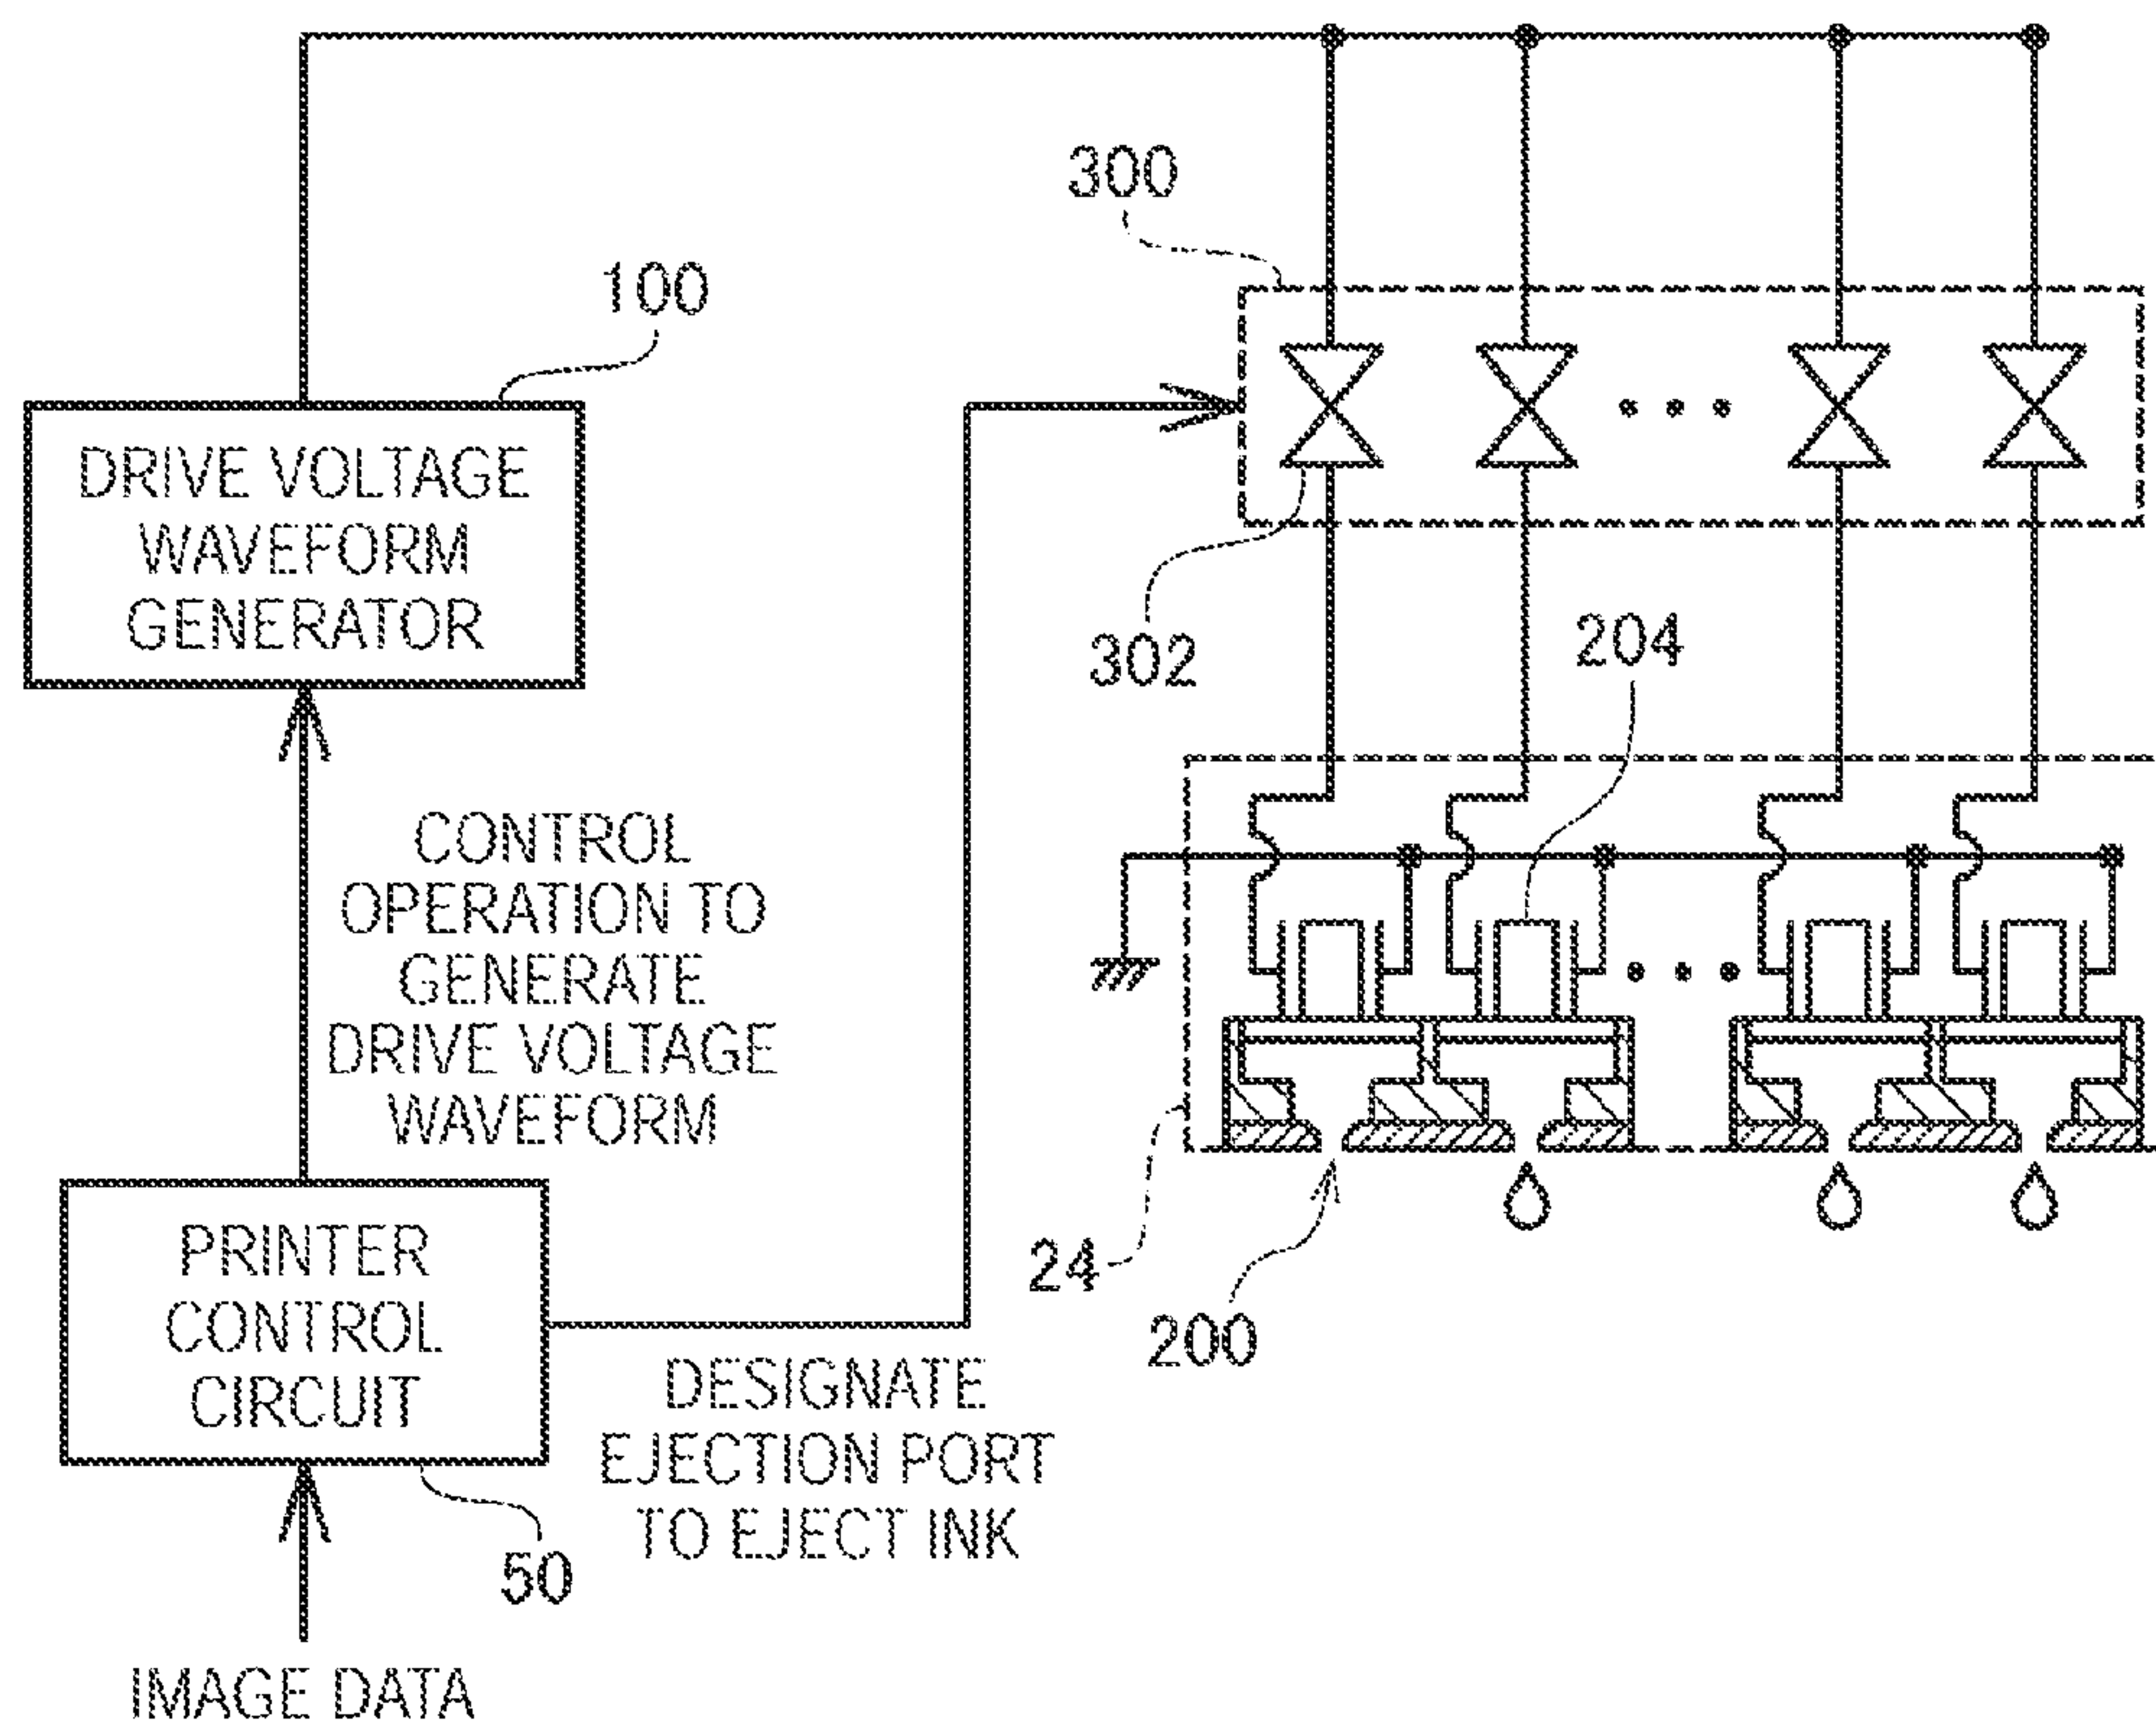 300
100
DRIVE VOLTAGE
WAVEFORM
GENERATOR
302
204
CONTROL
OPERATION TO
GENERATE
DRIVE VOLTAGE
WAVEFORM
PRINTER
CONTROL
CIRCUIT
24
200
DESIGNATE
EJECTION PORT
TO EJECT INK
50
IMAGE DATA